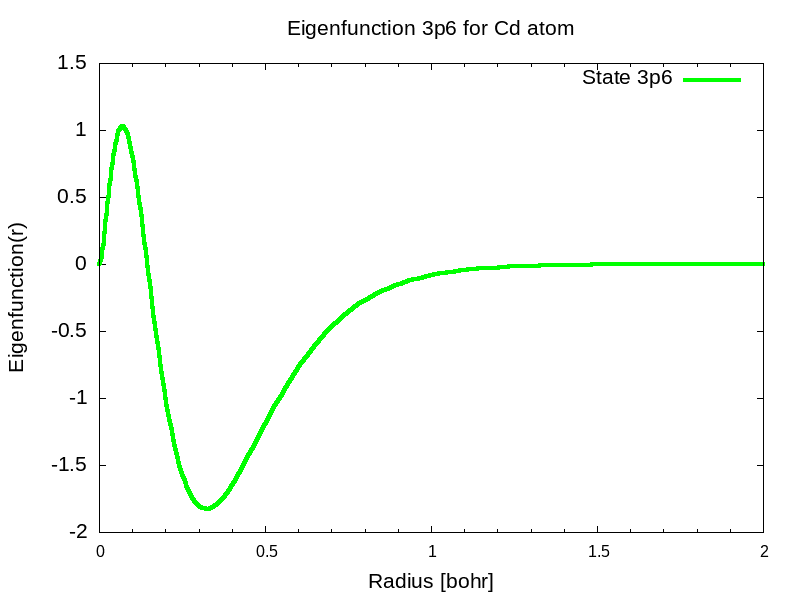 Eigenfunction 3p6 for Cd atom
State 3p6
1.5
1
0.5
0
-0.5
-1
-1.5
-2
Eigenfunction(r)
0 0.5 1 1.5 2
Radius [bohr]